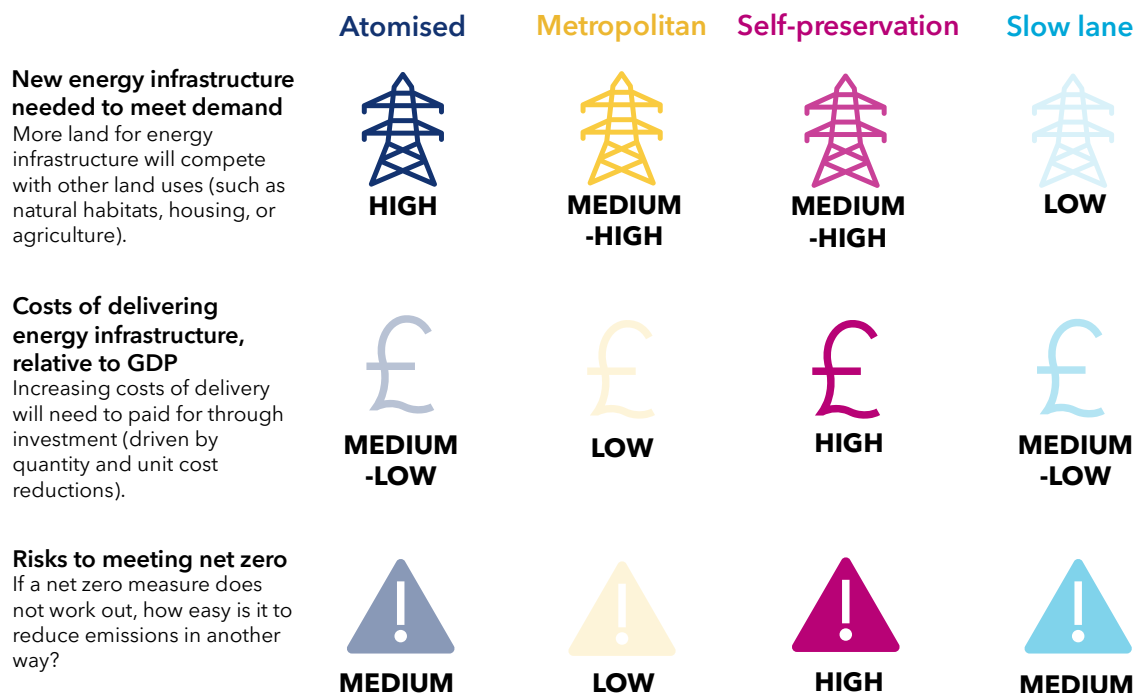 Atomised
Metropolitan
Self-preservation
Slow lane
New energy infrastructure
needed to meet demand
More land for energy
infrastructure will compete
with other land uses (such as
natural habitats, housing, or
agriculture).
HIGH
MEDIUM
-HIGH
MEDIUM
-HIGH
LOW
Costs of delivering
energy infrastructure,
relative to GDP
Increasing costs of delivery
will need to paid for through
investment (driven by
quantity and unit cost
reductions).
£
MEDIUM
-LOW
£
LOW
£
HIGH
£
MEDIUM
-LOW
Risks to meeting net zero
If a net zero measure does
not work out, how easy is it to
reduce emissions in another
way?
!
MEDIUM
!
LOW
!
HIGH
!
MEDIUM